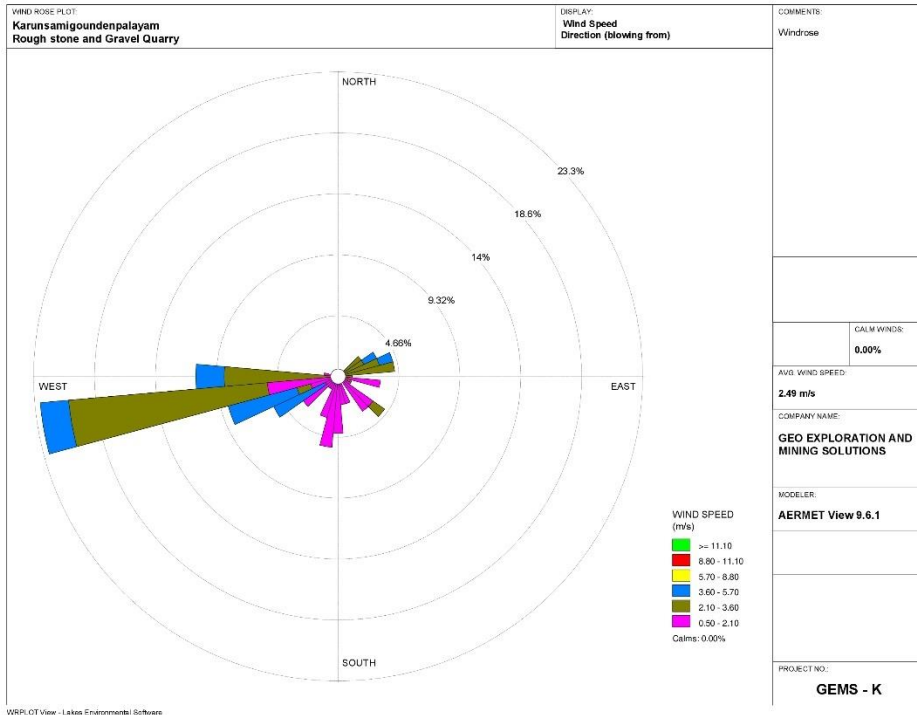 WIND ROSE PLOT:
Karunsamigoundenpalayam
Rough stone and Gravel Quarry
DISPLAY:
Wind Speed
Direction (blowing from)
COMMENTS:
Windrose
NORTH
23.3%
18.6%
14%
9.32%
4.66%
WEST
EAST
SOUTH
WIND SPEED
(m/s)
>= 11.10
8.80 - 11.10
5.70 - 8.80
3.60 - 5.70
2.10 - 3.60
0.50 - 2.10
Calms: 0.00%
CALM WINDS:
0.00%
AVG. WIND SPEED:
2.49 m/s
COMPANY NAME:
GEO EXPLORATION AND
MINING SOLUTIONS
MODELER:
AERMET View 9.6.1
PROJECT NO.:
GEMS - K
WRPLOT View - Lakes Environmental Software